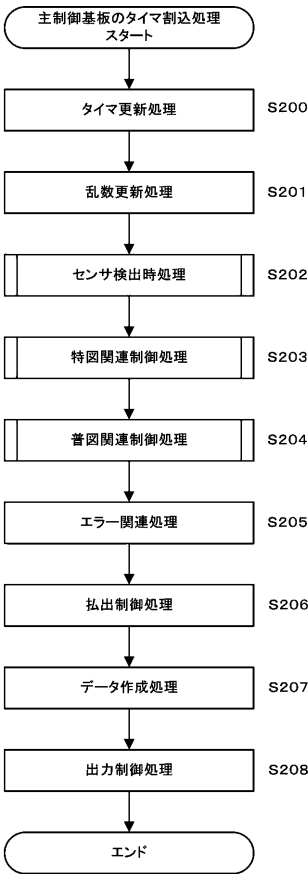 主制御基板のタイマ割込処理
スタート
タイマ更新処理 S200
乱数更新処理 S201
センサ検出時処理 S202
特図関連制御処理 S203
普図関連制御処理 S204
エラー関連処理 S205
払出制御処理 S206
データ作成処理 S207
出力制御処理 S208
エンド